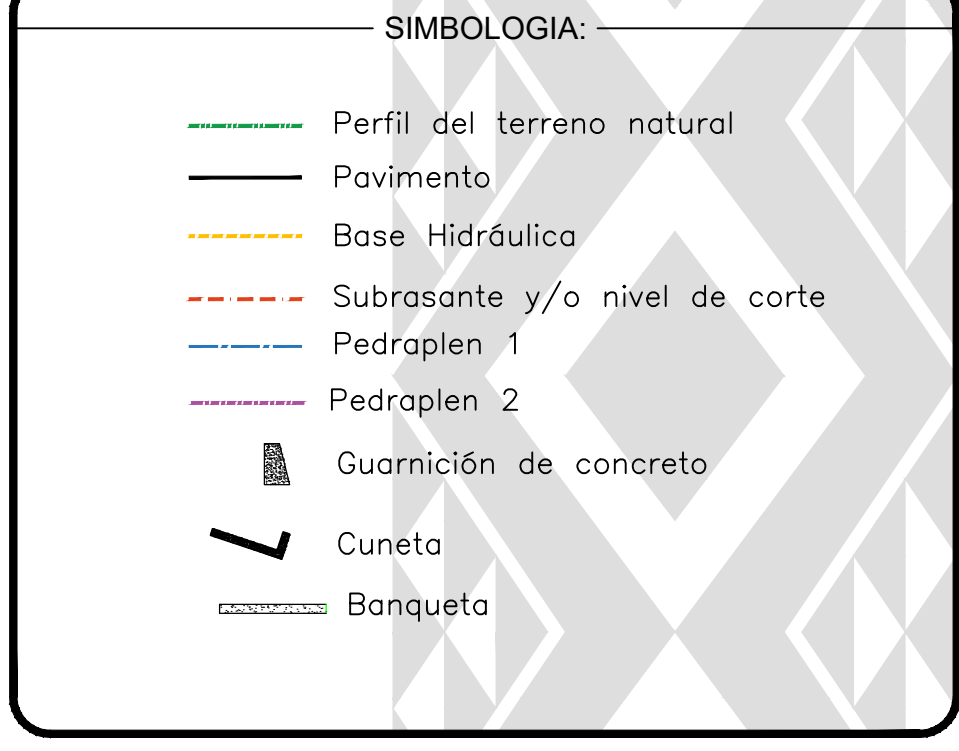 SIMBOLOGIA:
Perfil del terreno natural
Pavimento
Base Hidráulica
Subrasante y/o nivel de corte
Pedraplen 1
Pedraplen 2
Guarnición de concreto
Cuneta
Banqueta